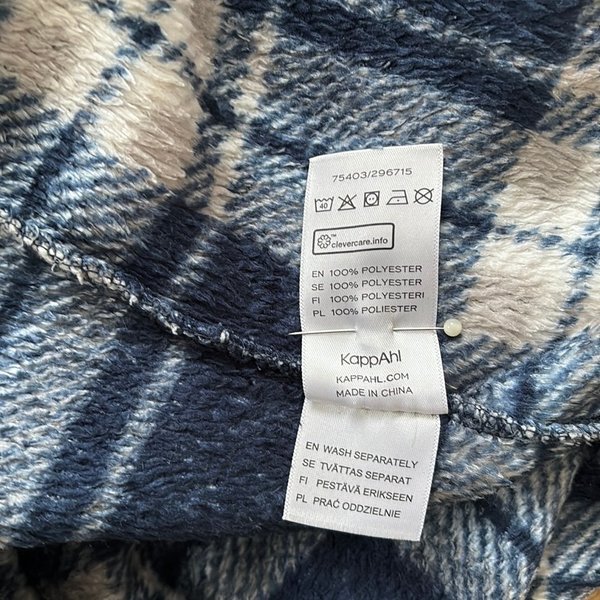 75403/296715
40
clevercare.info
EN 100% POLYESTER
SE 100% POLYESTER
FI 100% POLYESTERI
PL 100% POLIESTER
KappAhl
KAPPAHL.COM
MADE IN CHINA
EN WASH SEPARATELY
SE TVÄTTAS SEPARAT
FI PESTÄVÄ ERIKSEEN
PL PRAĆ ODDZIELNIE